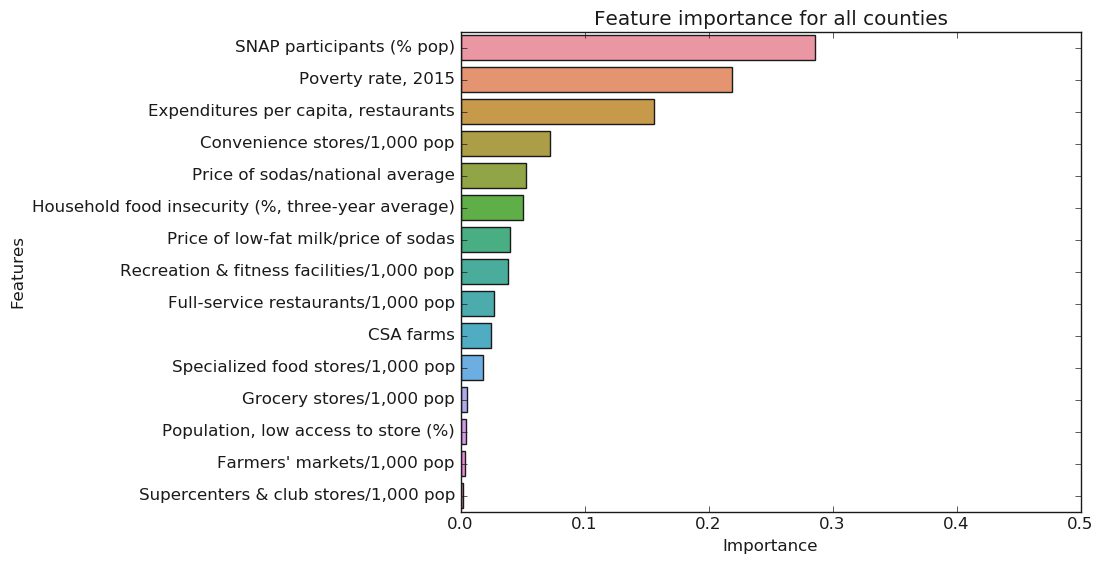 Feature importance for all counties
Features
SNAP participants (% pop)
Poverty rate, 2015
Expenditures per capita, restaurants
Convenience stores/1,000 pop
Price of sodas/national average
Household food insecurity (%, three-year average)
Price of low-fat milk/price of sodas
Recreation & fitness facilities/1,000 pop
Full-service restaurants/1,000 pop
CSA farms
Specialized food stores/1,000 pop
Grocery stores/1,000 pop
Population, low access to store (%)
Farmers' markets/1,000 pop
Supercenters & club stores/1,000 pop
0.0 0.1 0.2 0.3 0.4 0.5
Importance